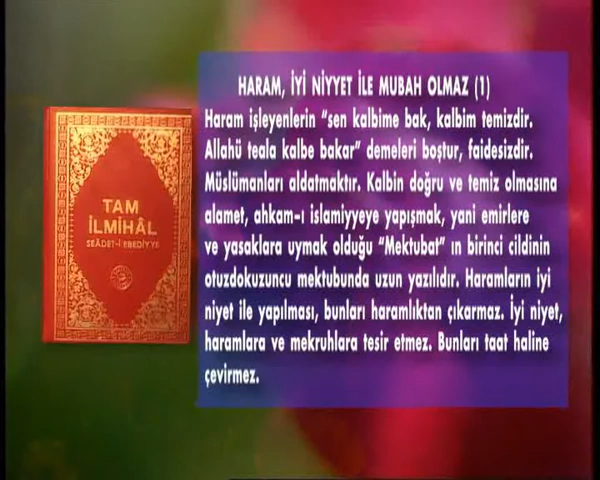 HARAM, İYİ NİYYET İLE MUBAH OLMAZ (1)
Haram işleyenlerin "sen kalbime bak, kalbim temizdir.
Allahü teala kalbe bakar" demeleri boştur, faidesizdir.
Müslümanları aldatmaktır. Kalbin doğru ve temiz olmasına
alamet, ahkam-ı islamiyyeye yapışmak, yani emirlere
ve yasaklara uymak olduğu "Mektubat" ın birinci cildinin
otuzdokuzuncu mektubunda uzun yazılıdır. Haramların iyi
niyet ile yapılması, bunları haramlıktan çıkarmaz. İyi niyet,
haramlara ve mekruhlara tesir etmez. Bunları taat haline
çevirmez.
TAM
İLMİHÂL
SEÂDET-İ EBEDİYYE